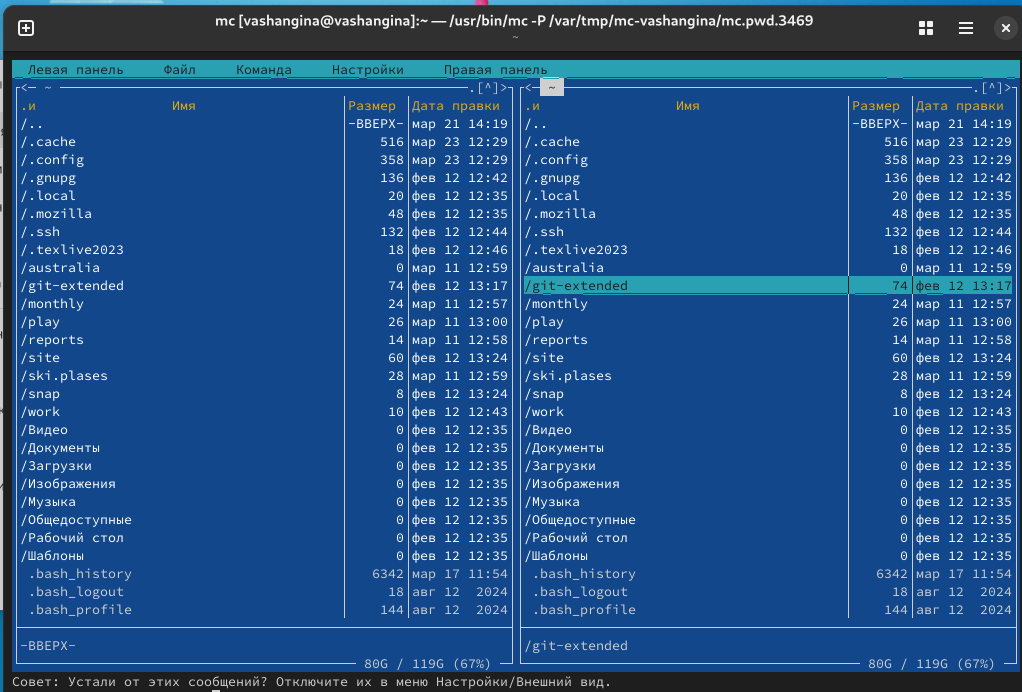 mc [vashangina@vashangina]:~ — /usr/bin/mc -P /var/tmp/mc-vashangina/mc.pwd.3469
~
Левая панель Файл Команда Настройки Правая панель
<─ ~ .[^]> <─ ~ .[^]>
.и Имя Размер Дата правки .и Имя Размер Дата правки
/.. -ВВЕРХ- мар 21 14:19 /.. -ВВЕРХ- мар 21 14:19
/.cache 516 мар 23 12:29 /.cache 516 мар 23 12:29
/.config 358 мар 23 12:29 /.config 358 мар 23 12:29
/.gnupg 136 фев 12 12:42 /.gnupg 136 фев 12 12:42
/.local 20 фев 12 12:35 /.local 20 фев 12 12:35
/.mozilla 48 фев 12 12:35 /.mozilla 48 фев 12 12:35
/.ssh 132 фев 12 12:44 /.ssh 132 фев 12 12:44
/.texlive2023 18 фев 12 12:46 /.texlive2023 18 фев 12 12:46
/australia 0 мар 11 12:59 /australia 0 мар 11 12:59
/git-extended 74 фев 12 13:17 /git-extended 74 фев 12 13:17
/monthly 24 мар 11 12:57 /monthly 24 мар 11 12:57
/play 26 мар 11 13:00 /play 26 мар 11 13:00
/reports 14 мар 11 12:58 /reports 14 мар 11 12:58
/site 60 фев 12 13:24 /site 60 фев 12 13:24
/ski.plases 28 мар 11 12:59 /ski.plases 28 мар 11 12:59
/snap 8 фев 12 13:24 /snap 8 фев 12 13:24
/work 10 фев 12 12:43 /work 10 фев 12 12:43
/Видео 0 фев 12 12:35 /Видео 0 фев 12 12:35
/Документы 0 фев 12 12:35 /Документы 0 фев 12 12:35
/Загрузки 0 фев 12 12:35 /Загрузки 0 фев 12 12:35
/Изображения 0 фев 12 12:35 /Изображения 0 фев 12 12:35
/Музыка 0 фев 12 12:35 /Музыка 0 фев 12 12:35
/Общедоступные 0 фев 12 12:35 /Общедоступные 0 фев 12 12:35
/Рабочий стол 0 фев 12 12:35 /Рабочий стол 0 фев 12 12:35
/Шаблоны 0 фев 12 12:35 /Шаблоны 0 фев 12 12:35
.bash_history 6342 мар 17 11:54 .bash_history 6342 мар 17 11:54
.bash_logout 18 авг 12 2024 .bash_logout 18 авг 12 2024
.bash_profile 144 авг 12 2024 .bash_profile 144 авг 12 2024
-ВВЕРХ- /git-extended
80G / 119G (67%) 80G / 119G (67%)
Совет: Устали от этих сообщений? Отключите их в меню Настройки/Внешний вид.